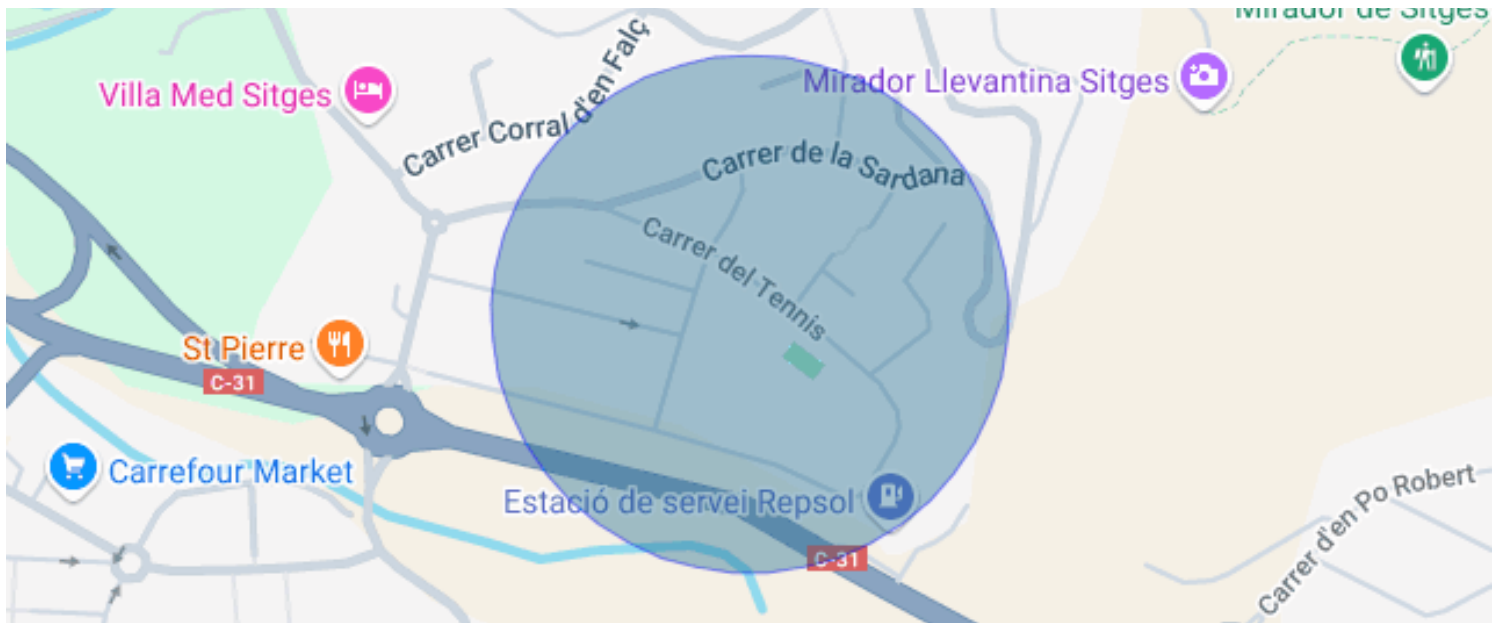 Mirador de Sitges
Villa Med Sitges
Mirador Llevantina Sitges
Carrer Corral d'en Falç
Carrer de la Sardana
Carrer del Tennis
St Pierre
C-31
Carrefour Market
Estació de servei Repsol
C-31
Carrer d'en Po Robert